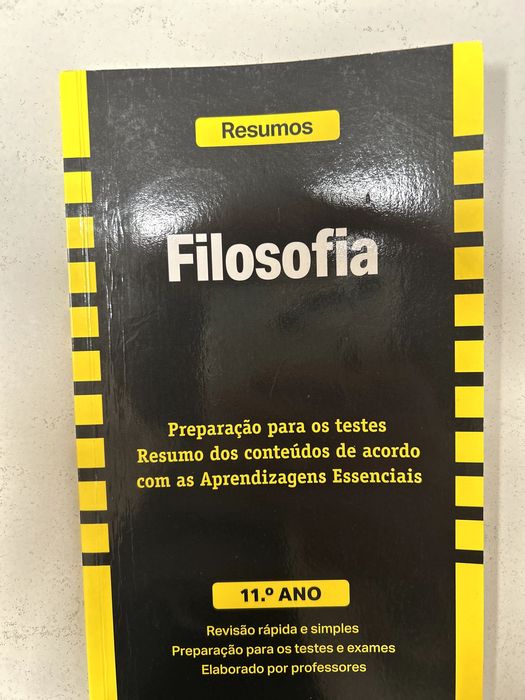 Resumos
Filosofia
Preparação para os testes
Resumo dos conteúdos de acordo
com as Aprendizagens Essenciais
11.º ANO
Revisão rápida e simples
Preparação para os testes e exames
Elaborado por professores